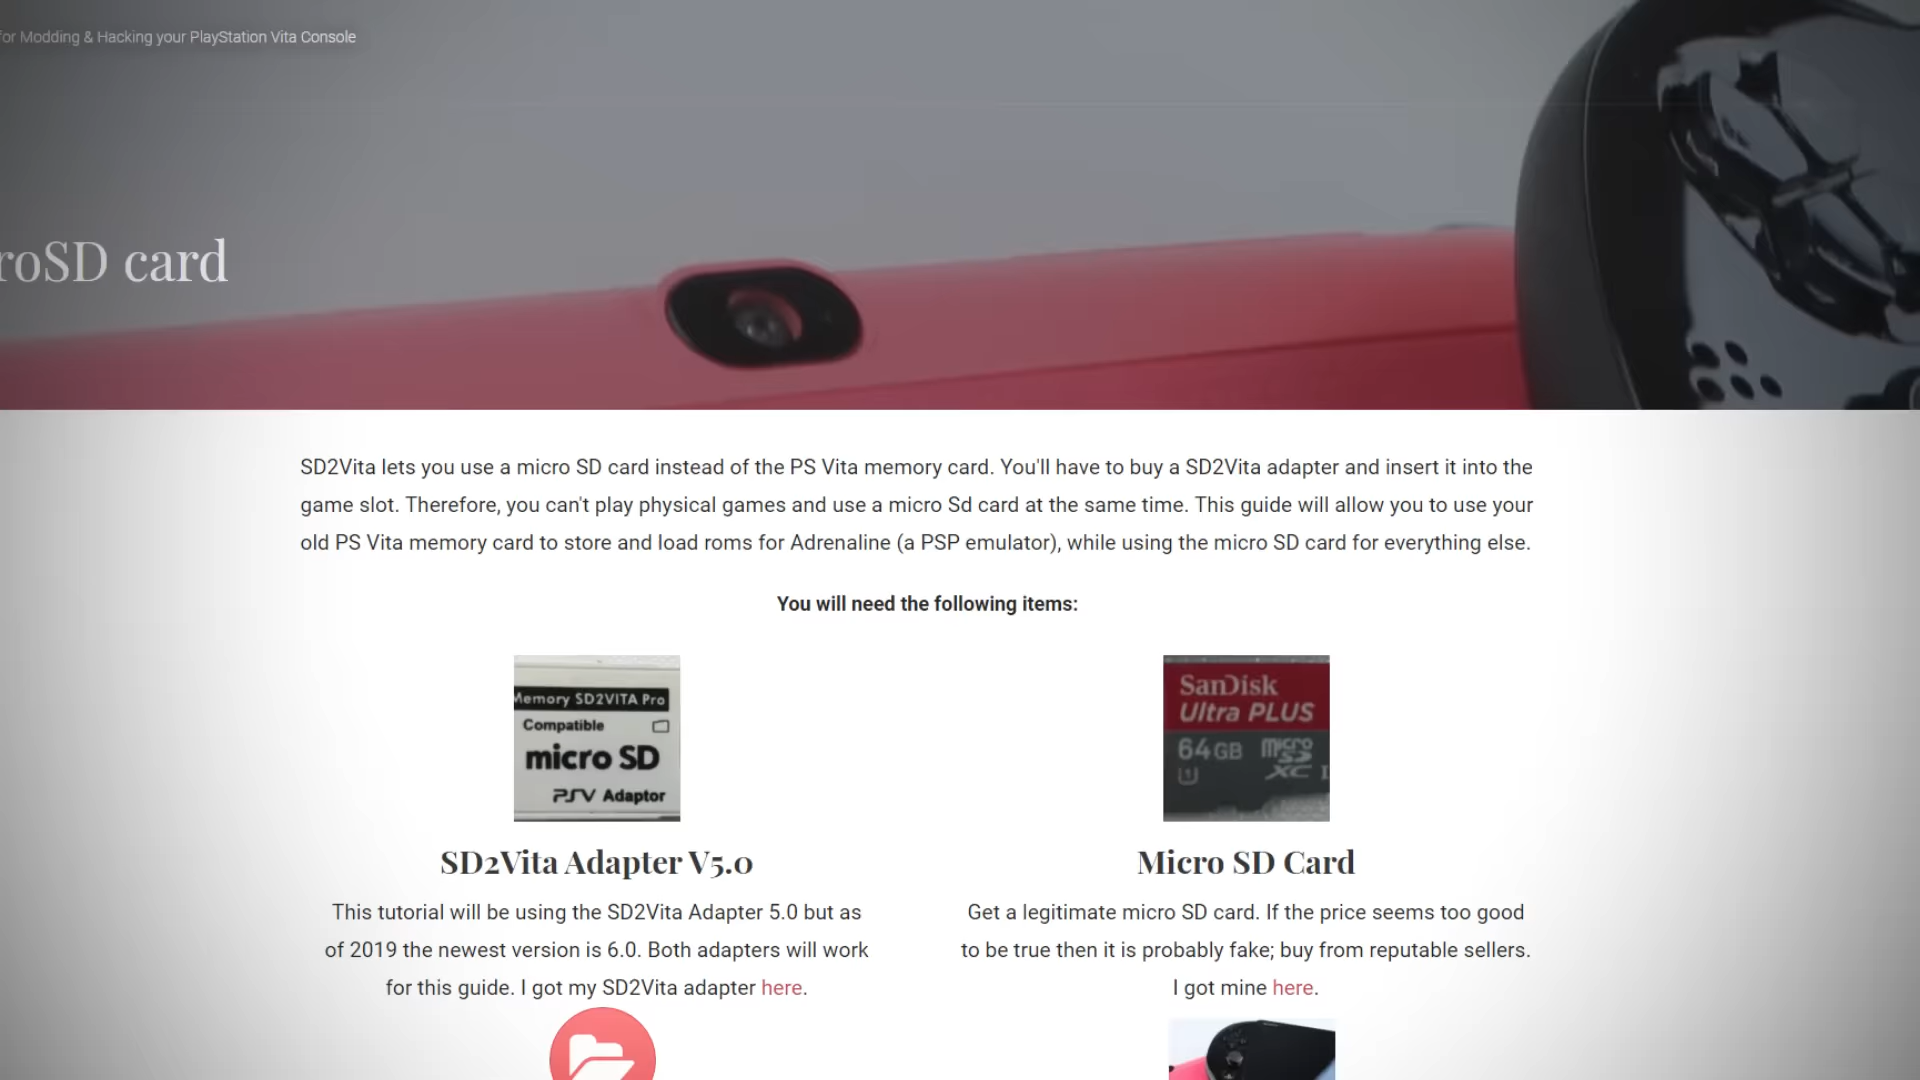 for Modding & Hacking your PlayStation Vita Console
roSD card
SD2Vita lets you use a micro SD card instead of the PS Vita memory card. You'll have to buy a SD2Vita adapter and insert it into the
game slot. Therefore, you can't play physical games and use a micro Sd card at the same time. This guide will allow you to use your
old PS Vita memory card to store and load roms for Adrenaline (a PSP emulator), while using the micro SD card for everything else.
You will need the following items:
Memory SD2VITA Pro
Compatible
micro SD
PSV Adaptor
SanDisk
Ultra PLUS
64GB micro
SD
XC I
1
SD2Vita Adapter V5.0
This tutorial will be using the SD2Vita Adapter 5.0 but as
of 2019 the newest version is 6.0. Both adapters will work
for this guide. I got my SD2Vita adapter here.
Micro SD Card
Get a legitimate micro SD card. If the price seems too good
to be true then it is probably fake; buy from reputable sellers.
I got mine here.